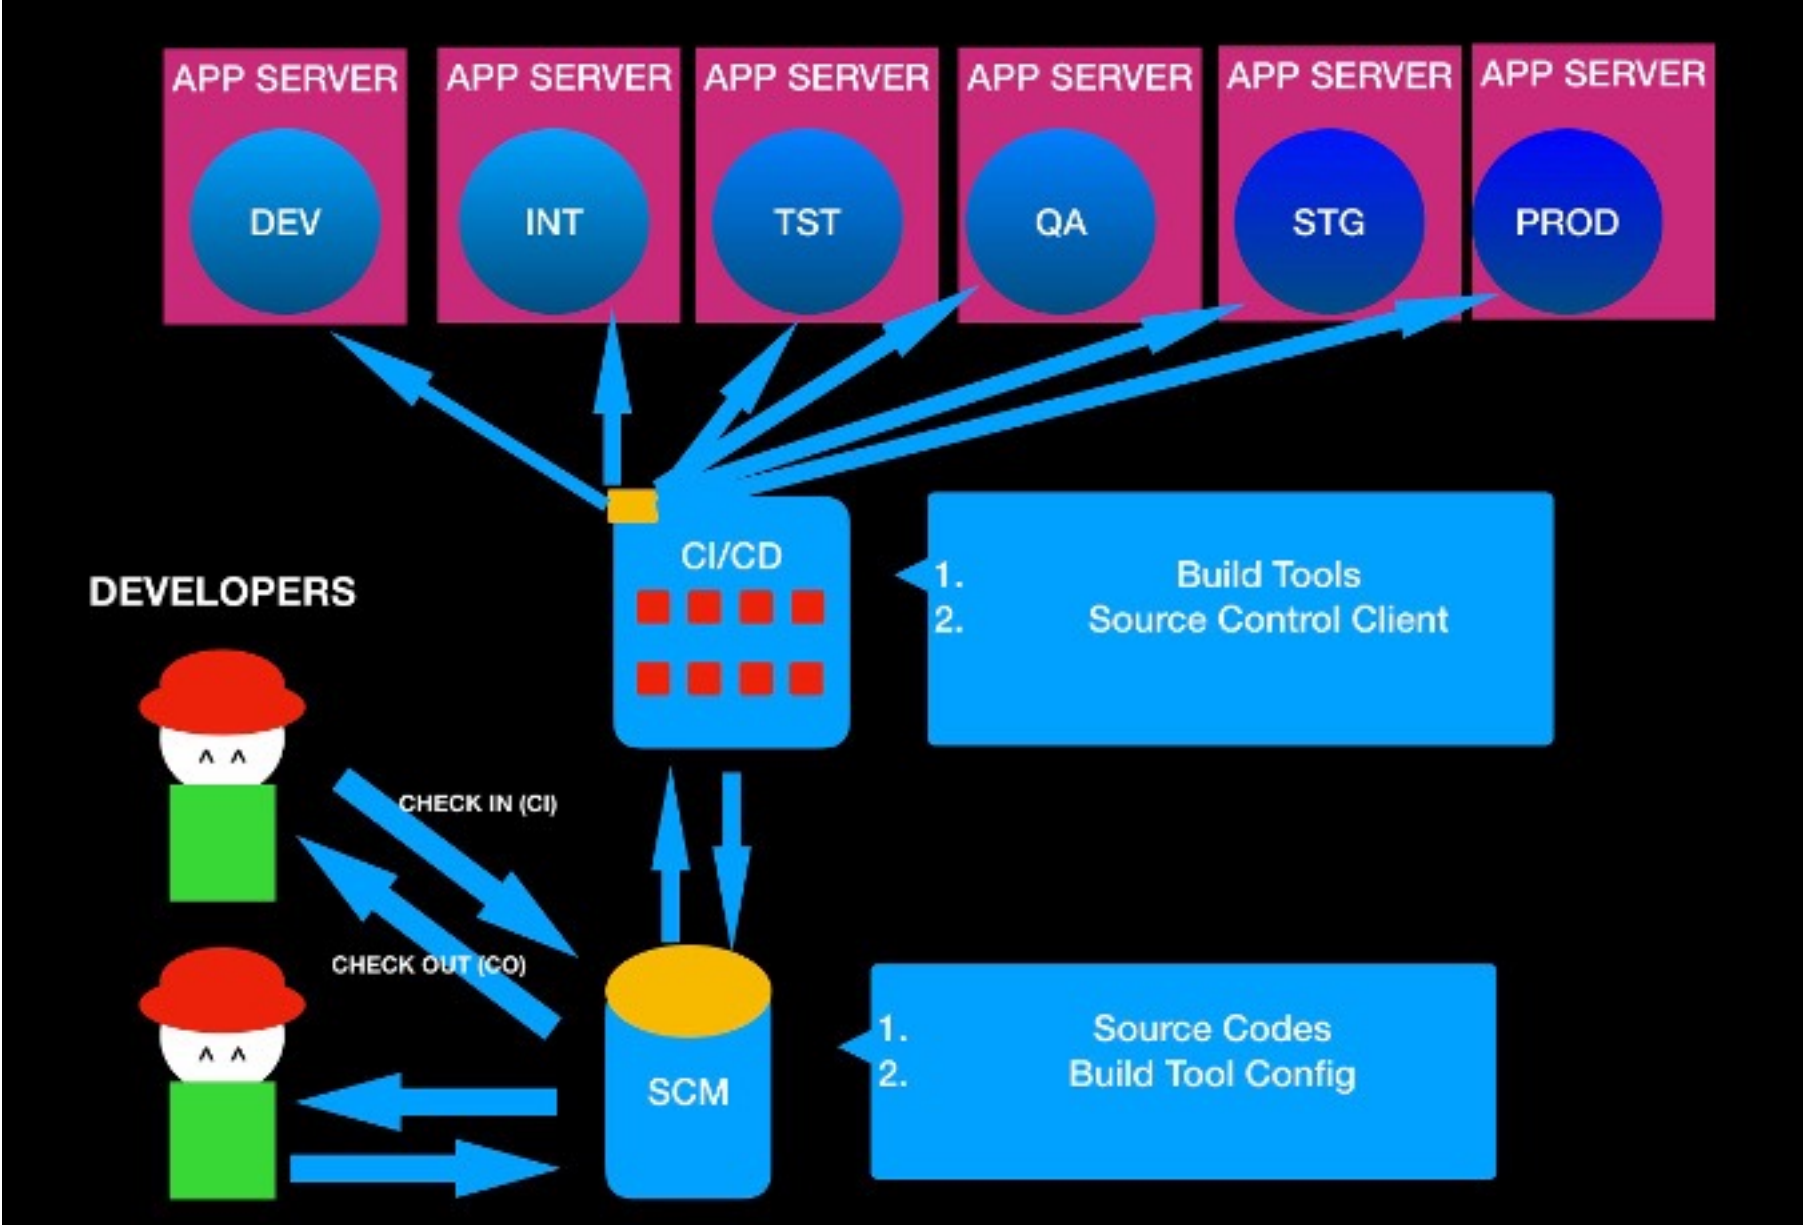 APP SERVER
APP SERVER
APP SERVER
APP SERVER
APP SERVER
APP SERVER
DEV
INT
TST
QA
STG
PROD
CI/CD
1. Build Tools
2. Source Control Client
DEVELOPERS
^ ^
CHECK IN (CI)
CHECK OUT (CO)
^ ^
SCM
1. Source Codes
2. Build Tool Config